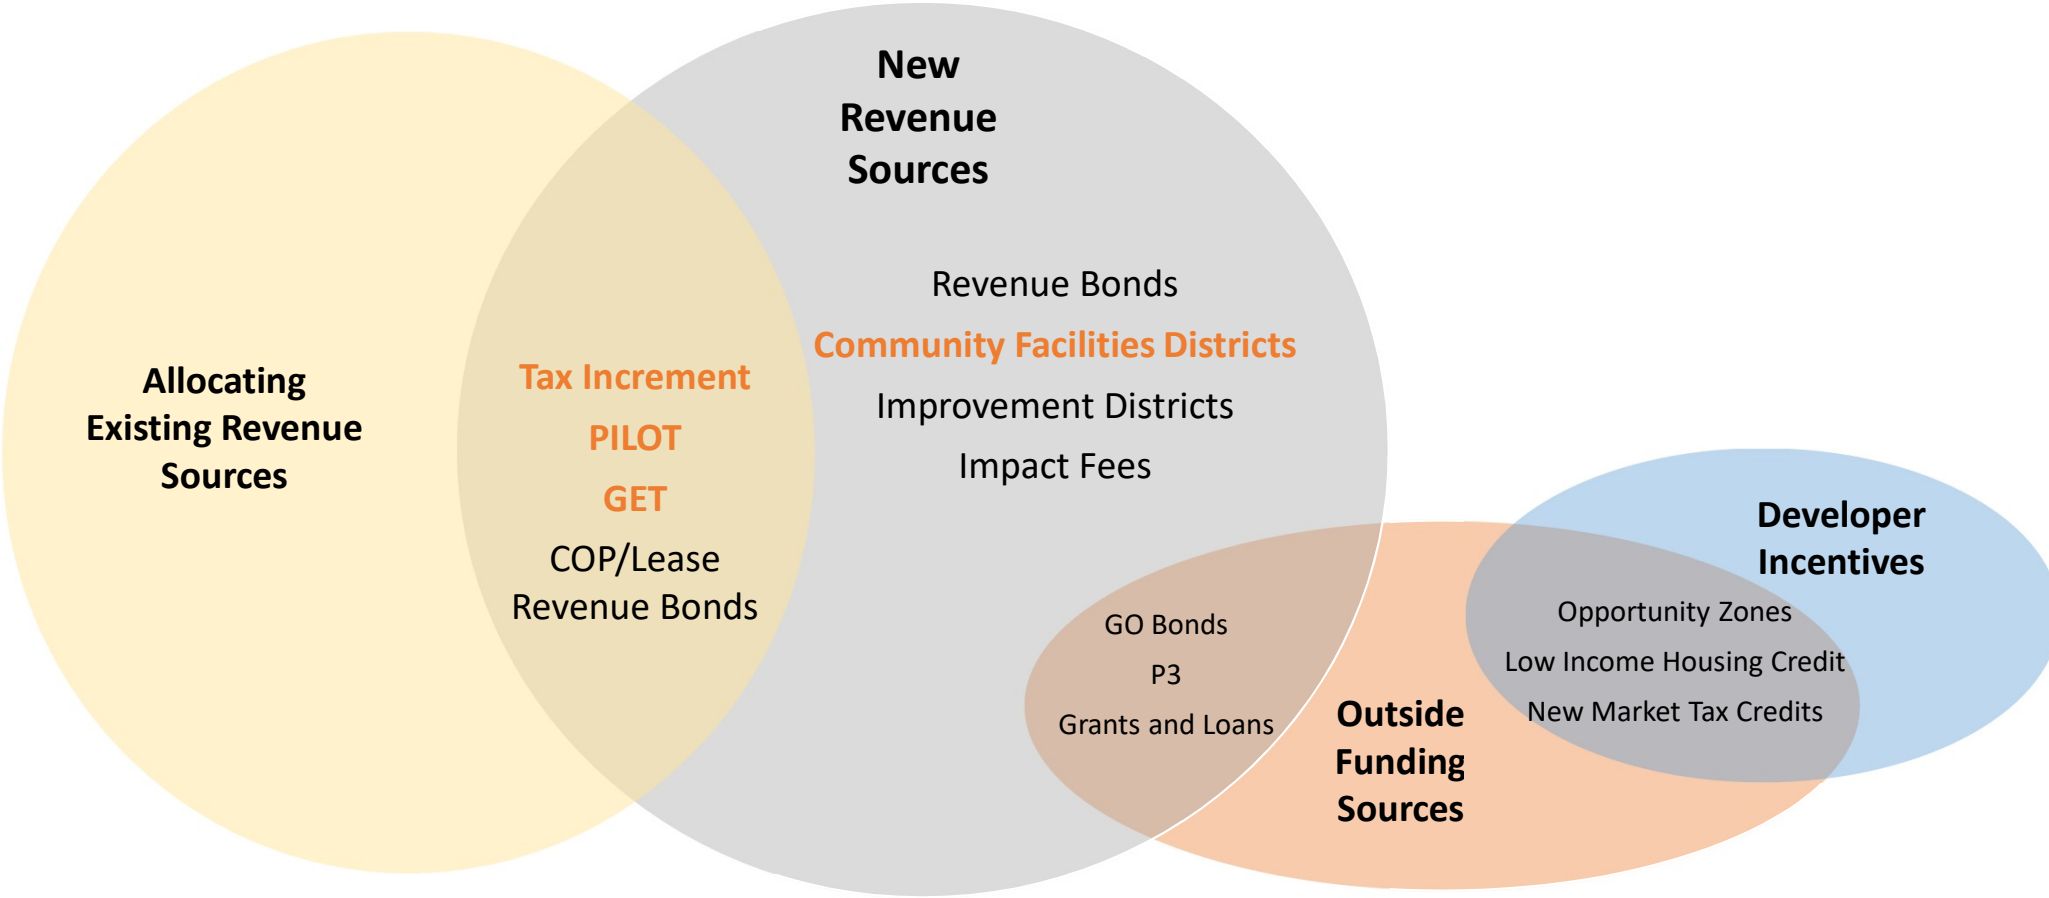 New
Revenue
Sources
Revenue Bonds
Community Facilities Districts
Improvement Districts
Impact Fees
Allocating
Existing Revenue
Sources
Tax Increment
PILOT
GET
COP/Lease
Revenue Bonds
GO Bonds
P3
Grants and Loans
Outside
Funding
Sources
Developer
Incentives
Opportunity Zones
Low Income Housing Credit
New Market Tax Credits